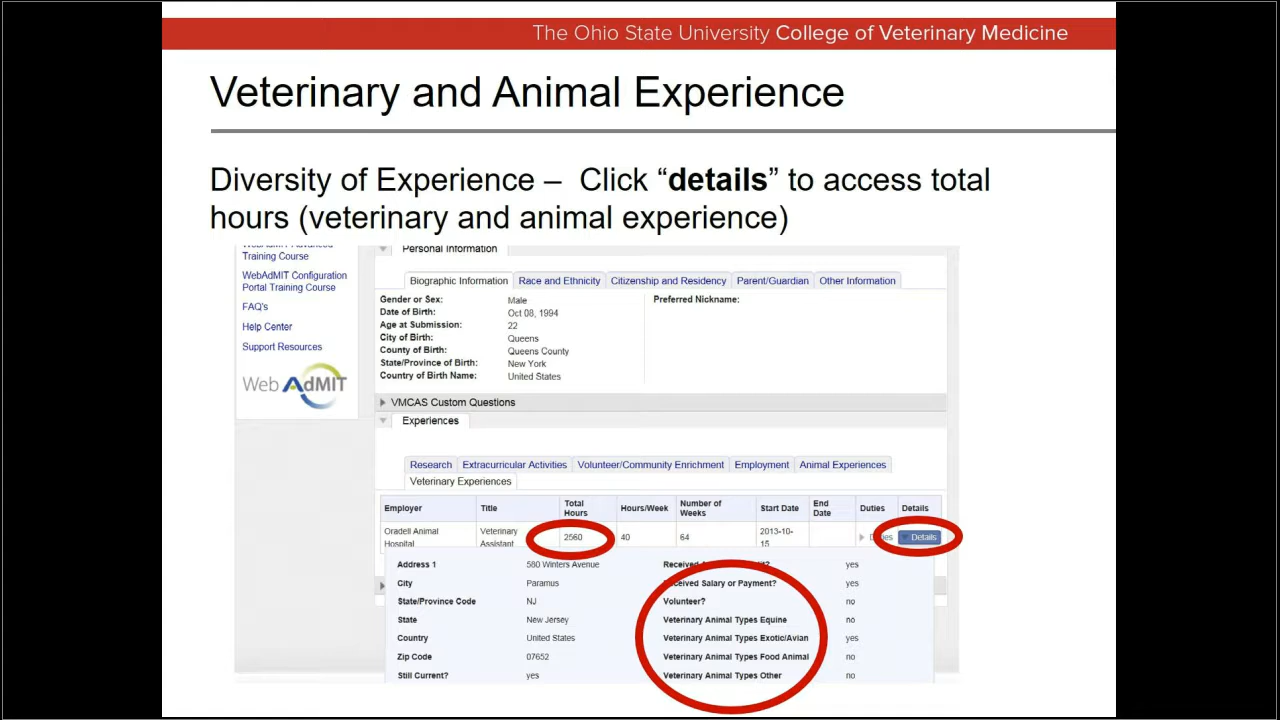 The Ohio State University College of Veterinary Medicine
Veterinary and Animal Experience
Diversity of Experience – Click “details” to access total
hours (veterinary and animal experience)
Training Course
WebAdMIT Configuration
Portal Training Course
FAQ's
Help Center
Support Resources
Web AdMIT
Personal Information
Biographic Information Race and Ethnicity Citizenship and Residency Parent/Guardian Other Information
Gender or Sex: Male Preferred Nickname:
Date of Birth: Oct 08, 1994
Age at Submission: 22
City of Birth: Queens
County of Birth: Queens County
State/Province of Birth: New York
Country of Birth Name: United States
VMCAS Custom Questions
Experiences
Research Extracurricular Activities Volunteer/Community Enrichment Employment Animal Experiences
Veterinary Experiences
Employer Title Total Hours Hours/Week Number of Weeks Start Date End Date Duties Details
Oradell Animal Hospital Veterinary Assistant 2560 40 64 2013-10-15 Details
Address 1 580 Winters Avenue Received yes
City Paramus Received Salary or Payment? yes
State/Province Code NJ Volunteer? no
State New Jersey Veterinary Animal Types Equine no
Country United States Veterinary Animal Types Exotic/Avian yes
Zip Code 07652 Veterinary Animal Types Food Animal no
Still Current? yes Veterinary Animal Types Other no